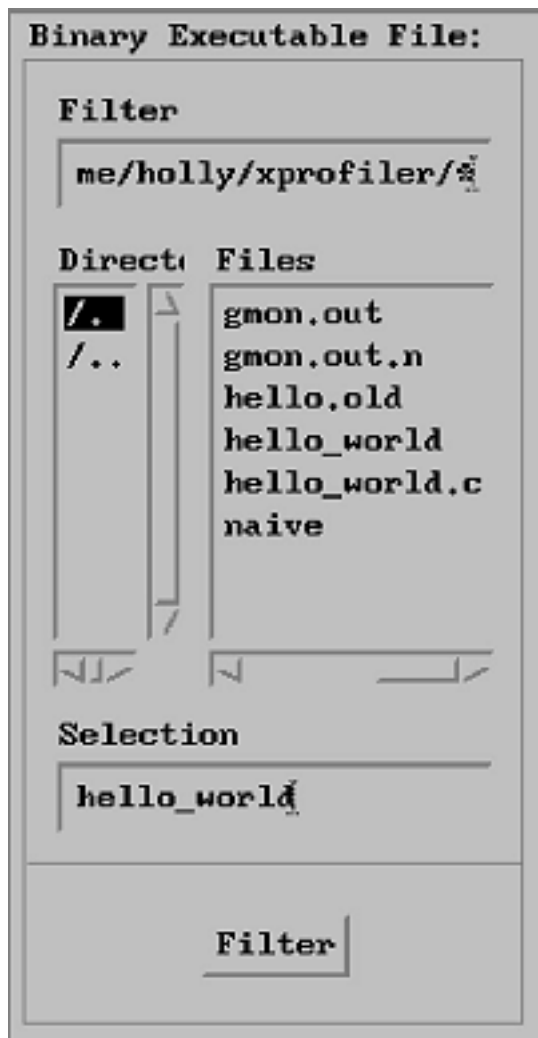 Binary Executable File:
Filter
me/holly/xprofiler/*
Direct Files
/.
/..
gmon.out
gmon.out.n
hello.old
hello_world
hello_world.c
naive
Selection
hello_world
Filter